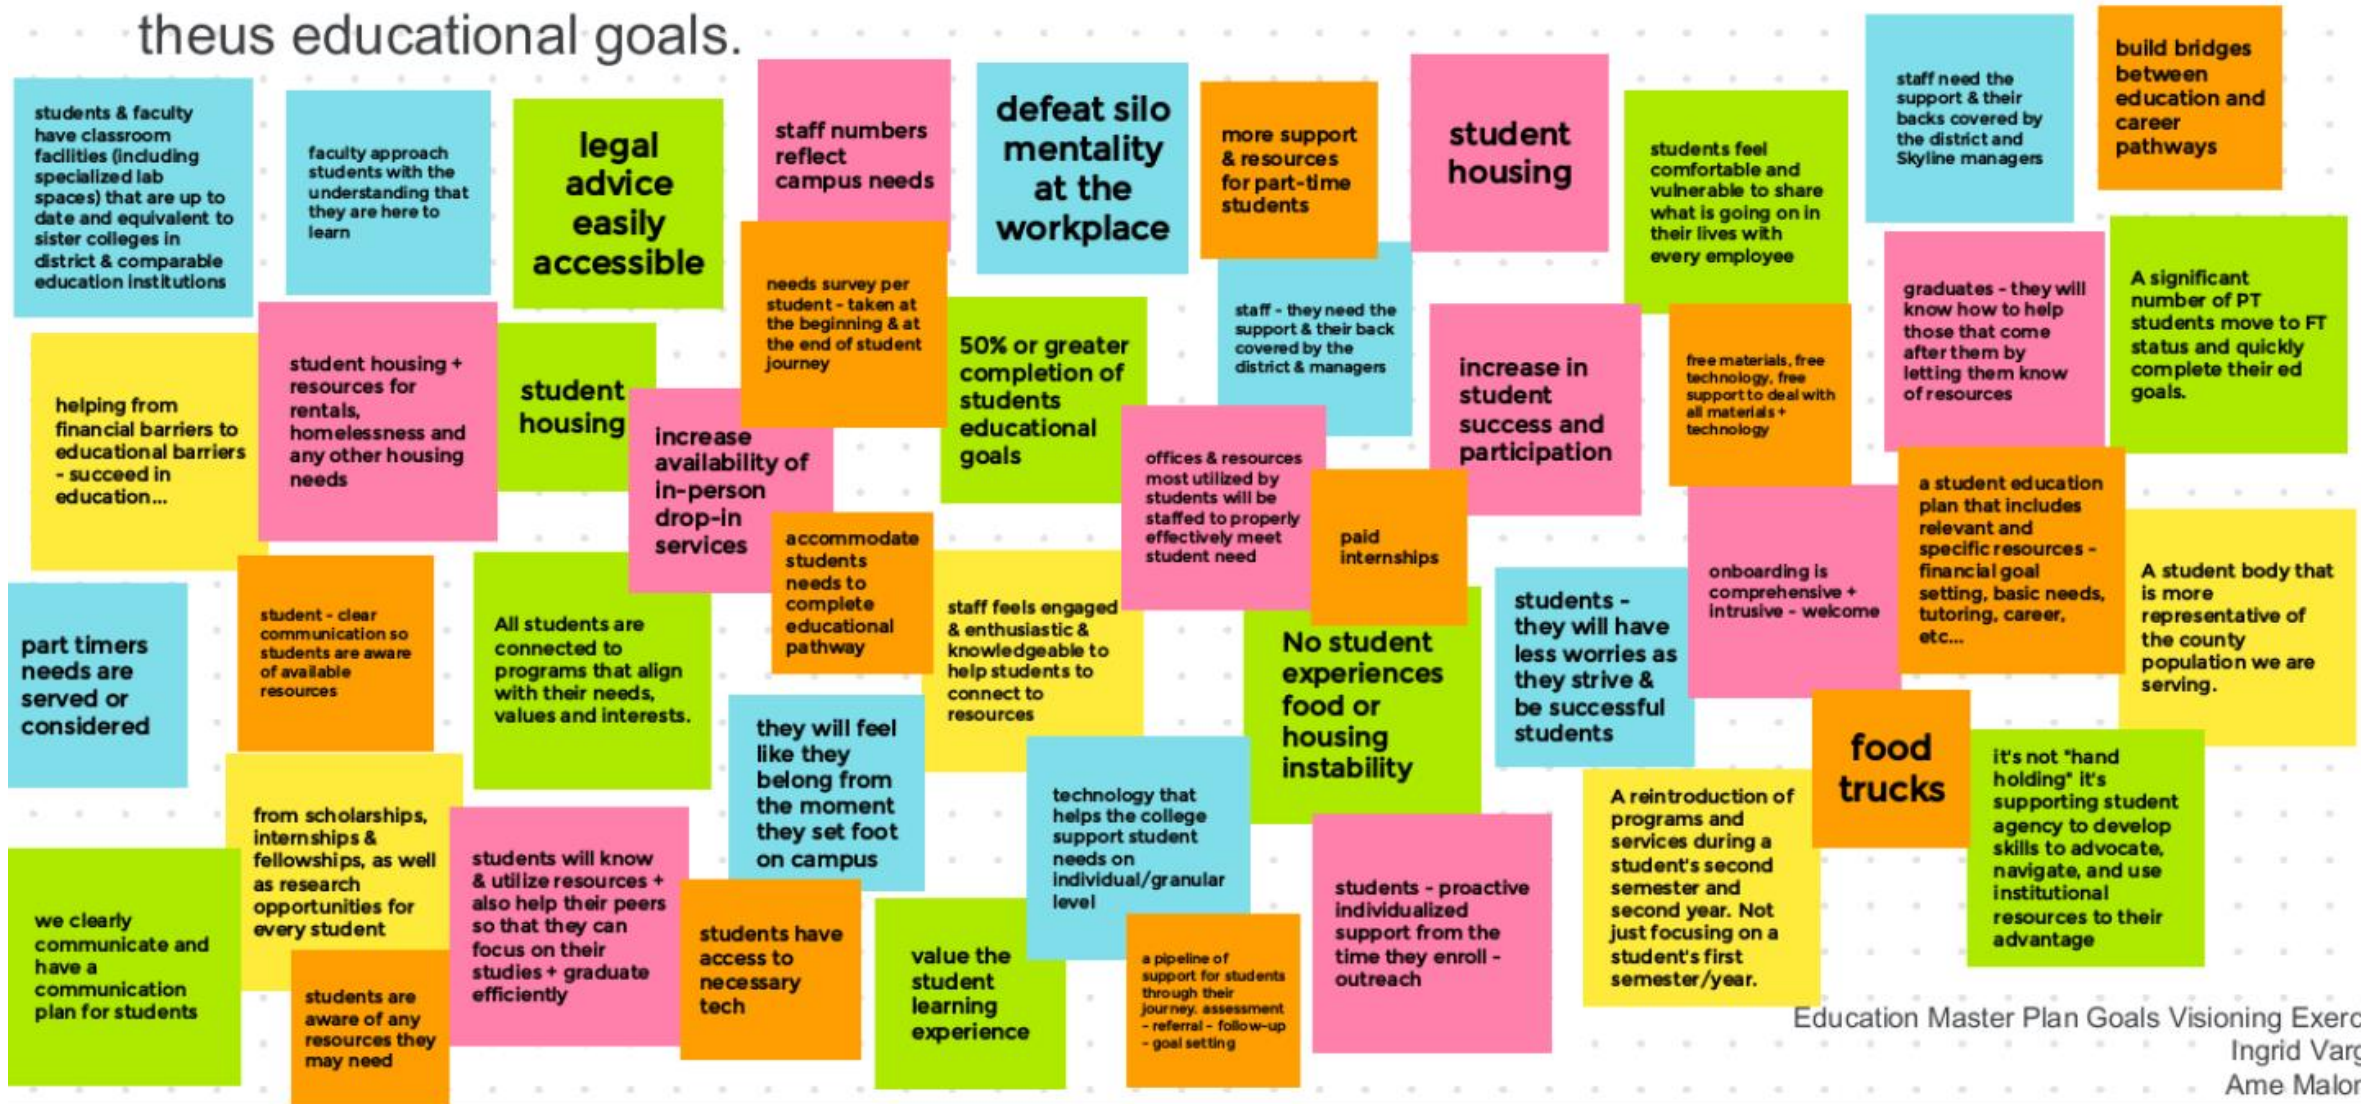 theus educational goals.
students & faculty
have classroom
facilities (including
specialized lab
spaces) that are up to
date and equivalent to
sister colleges in
district & comparable
education institutions
faculty approach
students with the
understanding that
they are here to
learn
legal
advice
easily
accessible
staff numbers
reflect
campus needs
defeat silo
mentality
at the
workplace
more support
& resources
for part-time
students
student
housing
students feel
comfortable and
vulnerable to share
what is going on in
their lives with
every employee
staff need the
support & their
backs covered by
the district and
Skyline managers
build bridges
between
education and
career
pathways
helping from
financial barriers to
educational barriers
- succeed in
education...
student housing +
resources for
rentals,
homelessness and
any other housing
needs
student
housing
increase
availability of
in-person
drop-in
services
needs survey per
student - taken at
the beginning & at
the end of student
journey
50% or greater
completion of
students
educational
goals
staff - they need the
support & their back
covered by the
district & managers
offices & resources
most utilized by
students will be
staffed to properly
effectively meet
student need
increase in
student
success and
participation
free materials, free
technology, free
support to deal with
all materials +
technology
graduates - they will
know how to help
those that come
after them by
letting them know
of resources
A significant
number of PT
students move to FT
status and quickly
complete their ed
goals.
part timers
needs are
served or
considered
student - clear
communication so
students are aware
of available
resources
All students are
connected to
programs that align
with their needs,
values and interests.
accommodate
students
needs to
complete
educational
pathway
staff feels engaged
& enthusiastic &
knowledgeable to
help students to
connect to
resources
paid
internships
No student
experiences
food or
housing
instability
students -
they will have
less worries as
they strive &
be successful
students
onboarding is
comprehensive +
intrusive - welcome
a student education
plan that includes
relevant and
specific resources -
financial goal
setting, basic needs,
tutoring, career,
etc...
A student body that
is more
representative of
the county
population we are
serving.
we clearly
communicate and
have a
communication
plan for students
from scholarships,
internships &
fellowships, as well
as research
opportunities for
every student
students are
aware of any
resources they
may need
students will know
& utilize resources +
also help their peers
so that they can
focus on their
studies + graduate
efficiently
they will feel
like they
belong from
the moment
they set foot
on campus
students have
access to
necessary
tech
value the
student
learning
experience
technology that
helps the college
support student
needs on
individual/granular
level
a pipeline of
support for students
through their
journey. assessment
- referral - follow-up
- goal setting
students - proactive
individualized
support from the
time they enroll -
outreach
A reintroduction of
programs and
services during a
student's second
semester and
second year. Not
just focusing on a
student's first
semester/year.
food
trucks
it's not "hand
holding" it's
supporting student
agency to develop
skills to advocate,
navigate, and use
institutional
resources to their
advantage
Education Master Plan Goals Visioning
Ingrid
Ame